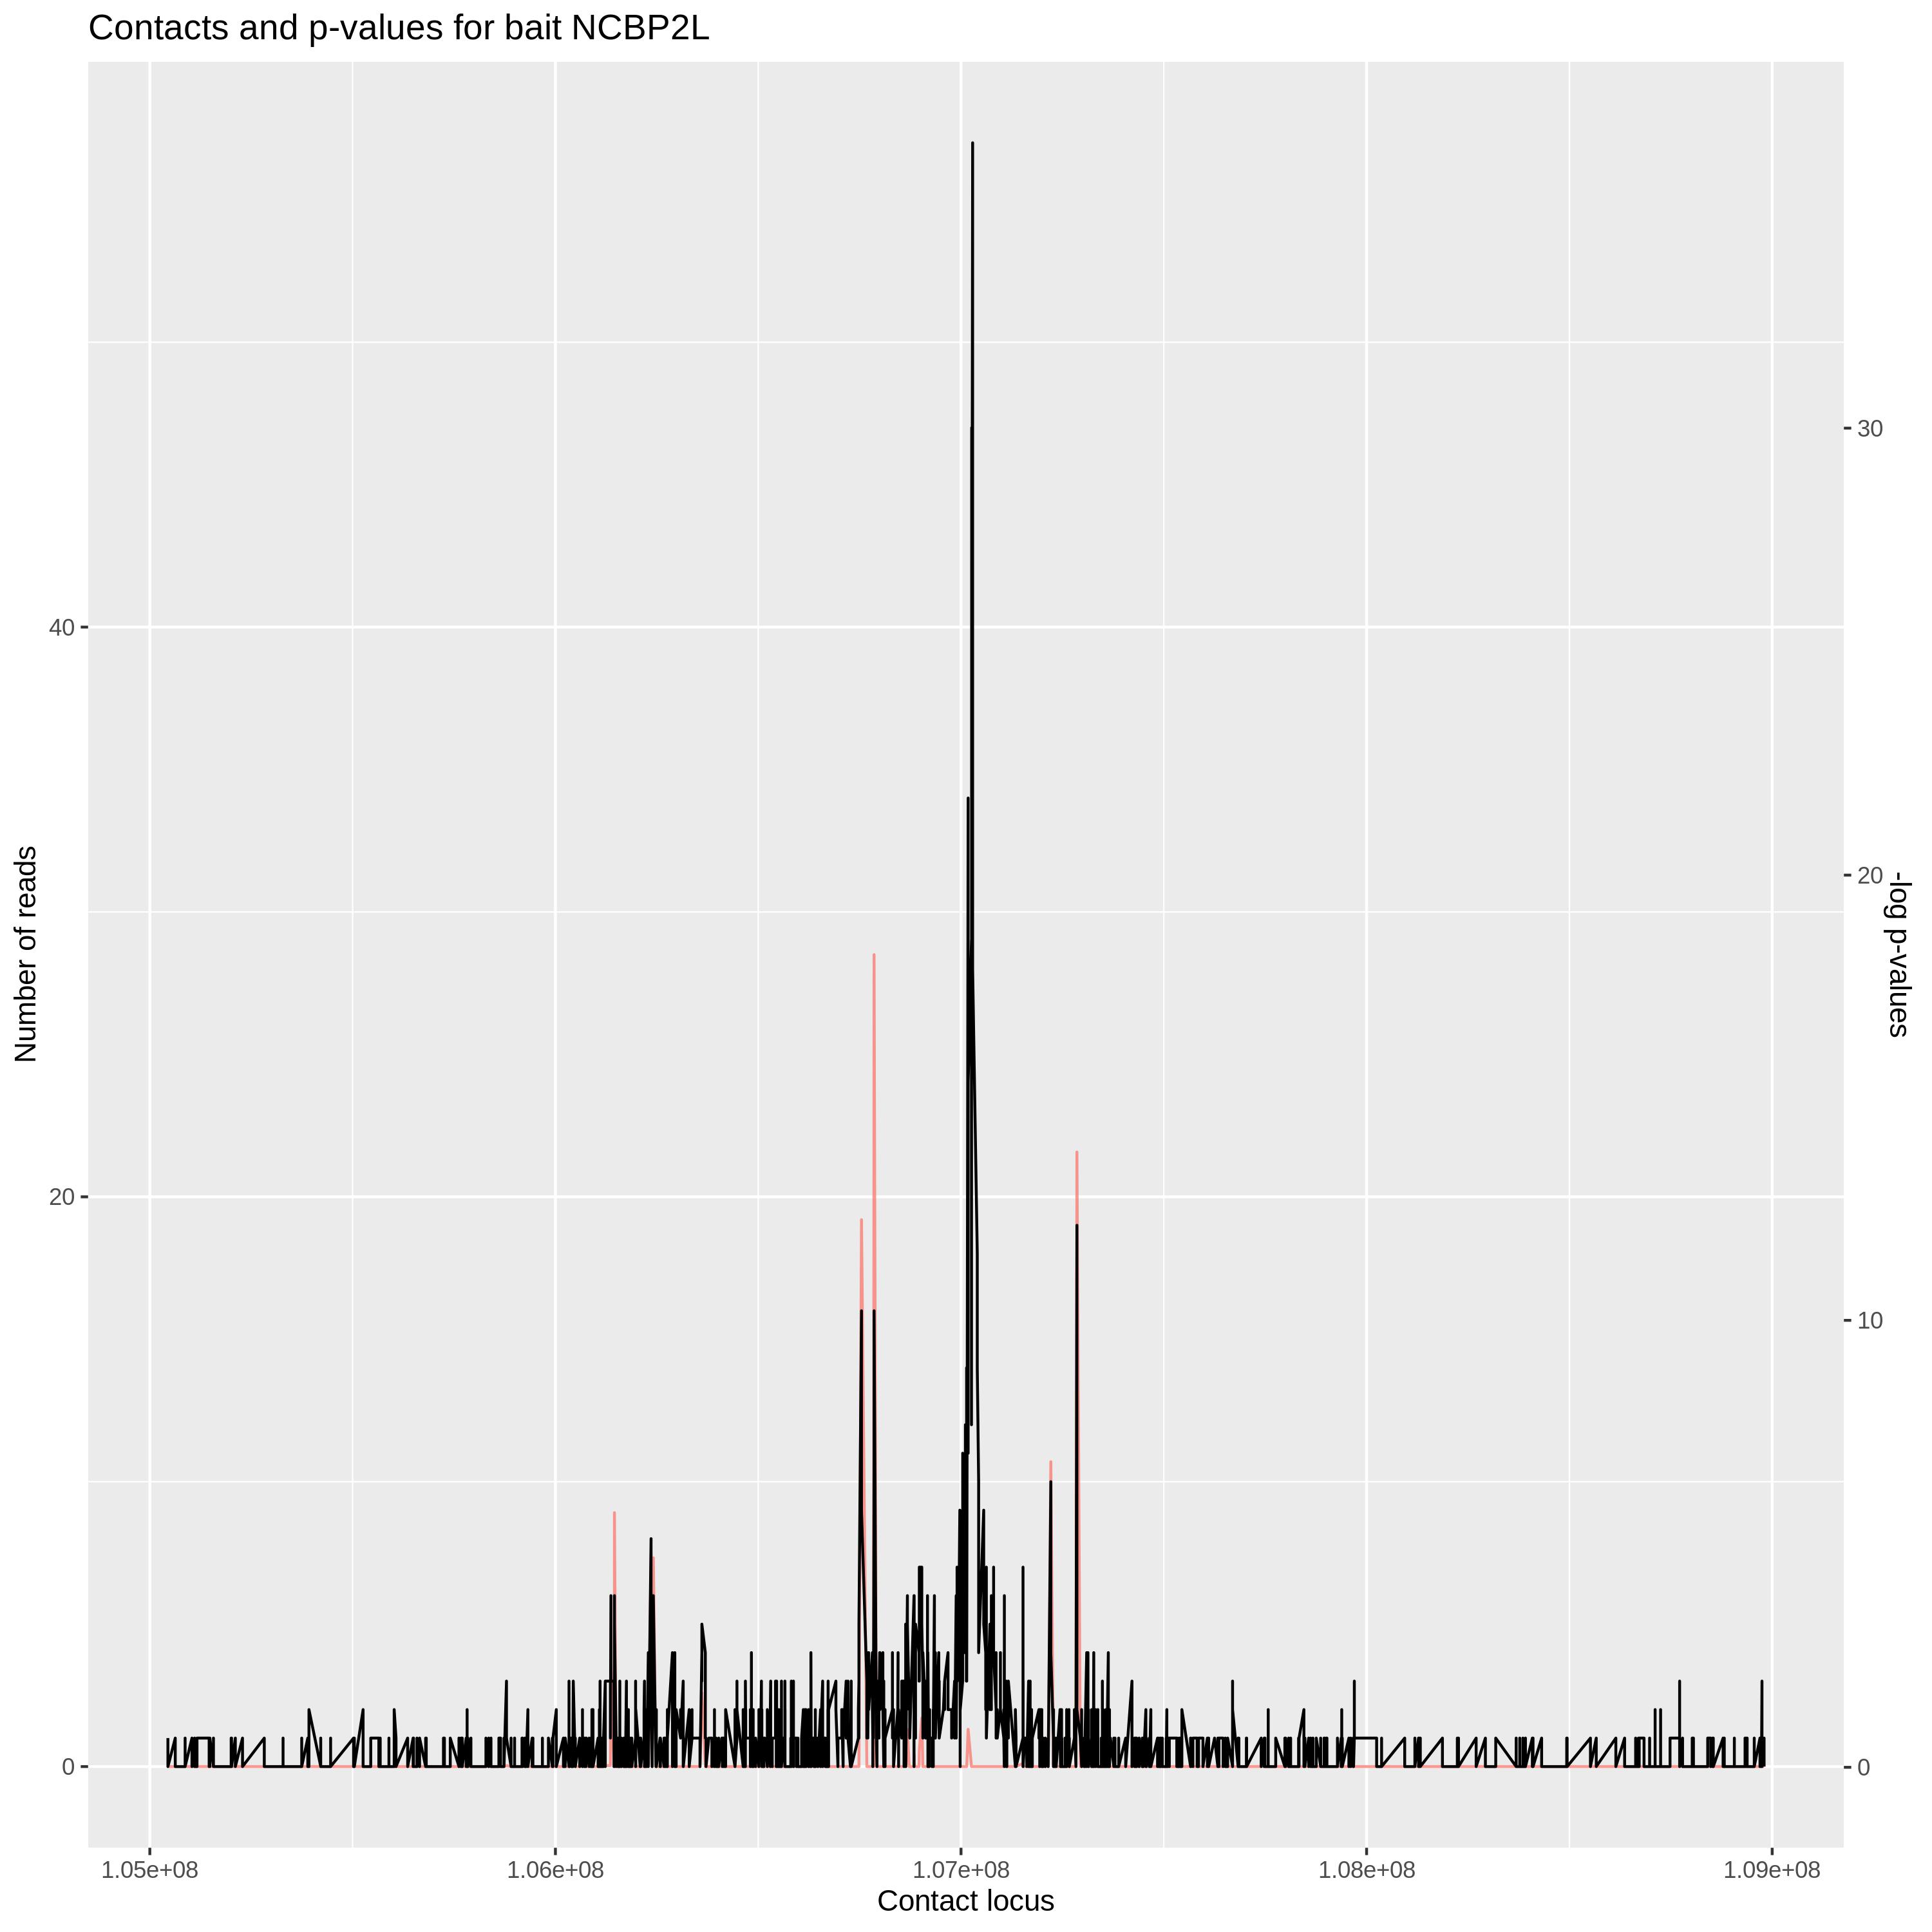 Contacts and p-values for bait NCBP2L
Number of reads
40
20
0
30
20
10
0
-log p-values
1.05e+08 1.06e+08 1.07e+08 1.08e+08 1.09e+08
Contact locus